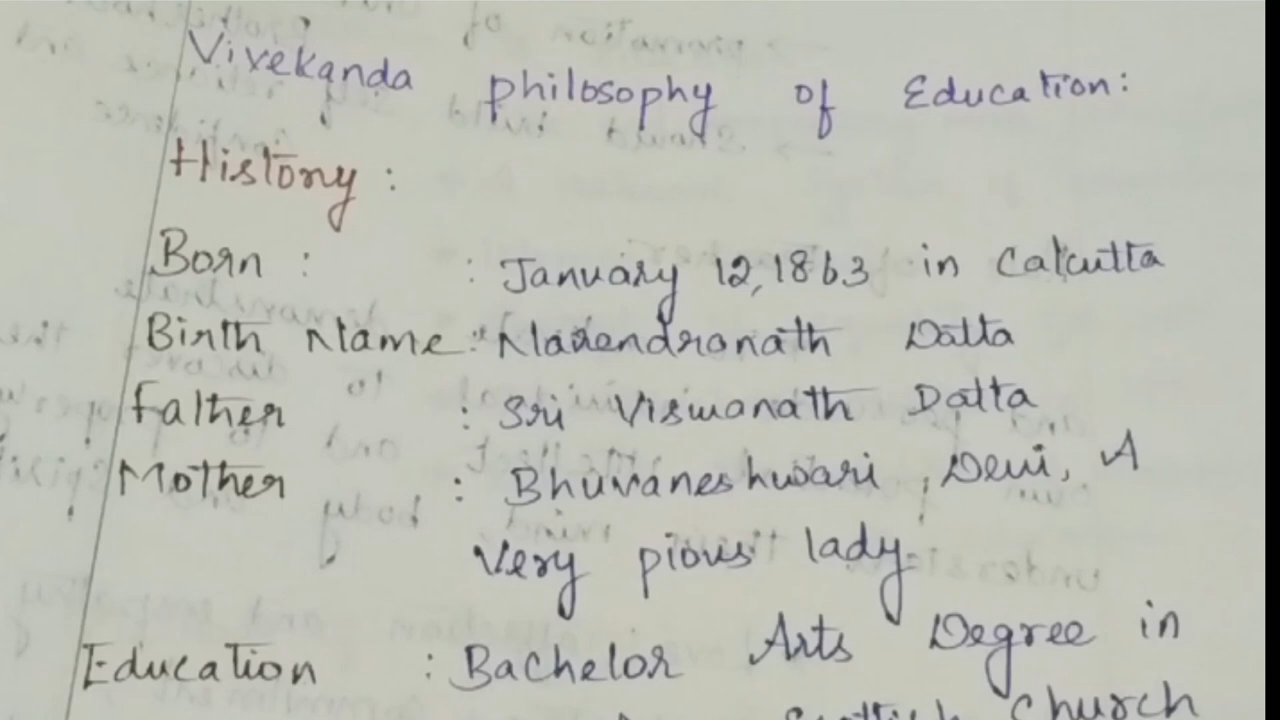 Vivekanda philosophy of Education:
History :
Born : : January 12,1863 in Calcutta
Birth Name : Narendranath Datta
Father : Sri Viswanath Datta
Mother : Bhuvaneshwari Devi, A
Very pious lady
Education : Bachelor Arts Degree in
Scottish Church